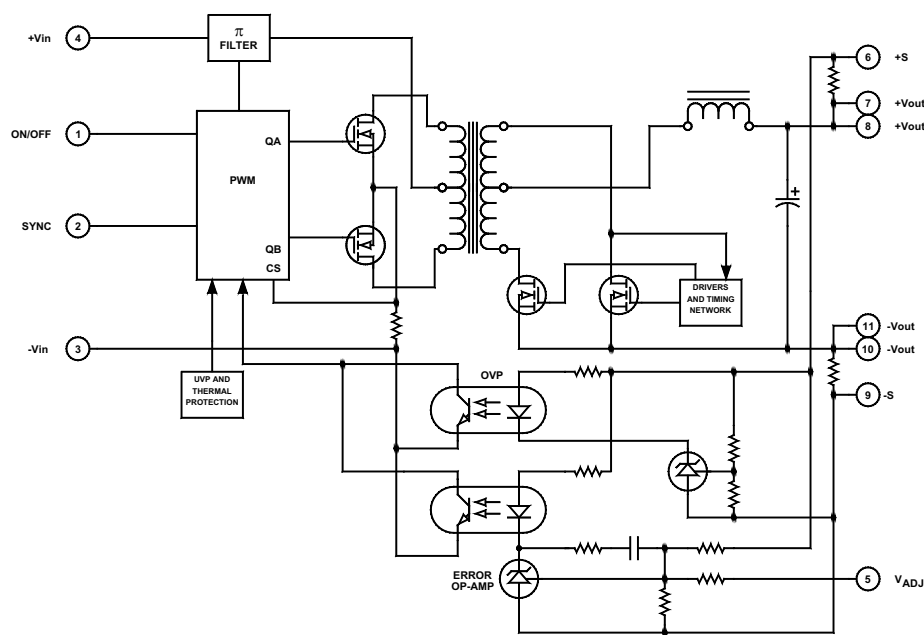 +Vin
4
π
FILTER
6
+S
7
+Vout
8
+Vout
ON/OFF
1
QA
PWM
SYNC
2
QB
CS
+
DRIVERS
AND TIMING
NETWORK
11
-Vout
10
-Vout
-Vin
3
UVP AND
THERMAL
PROTECTION
OVP
9
-S
ERROR
OP-AMP
5
VADJ